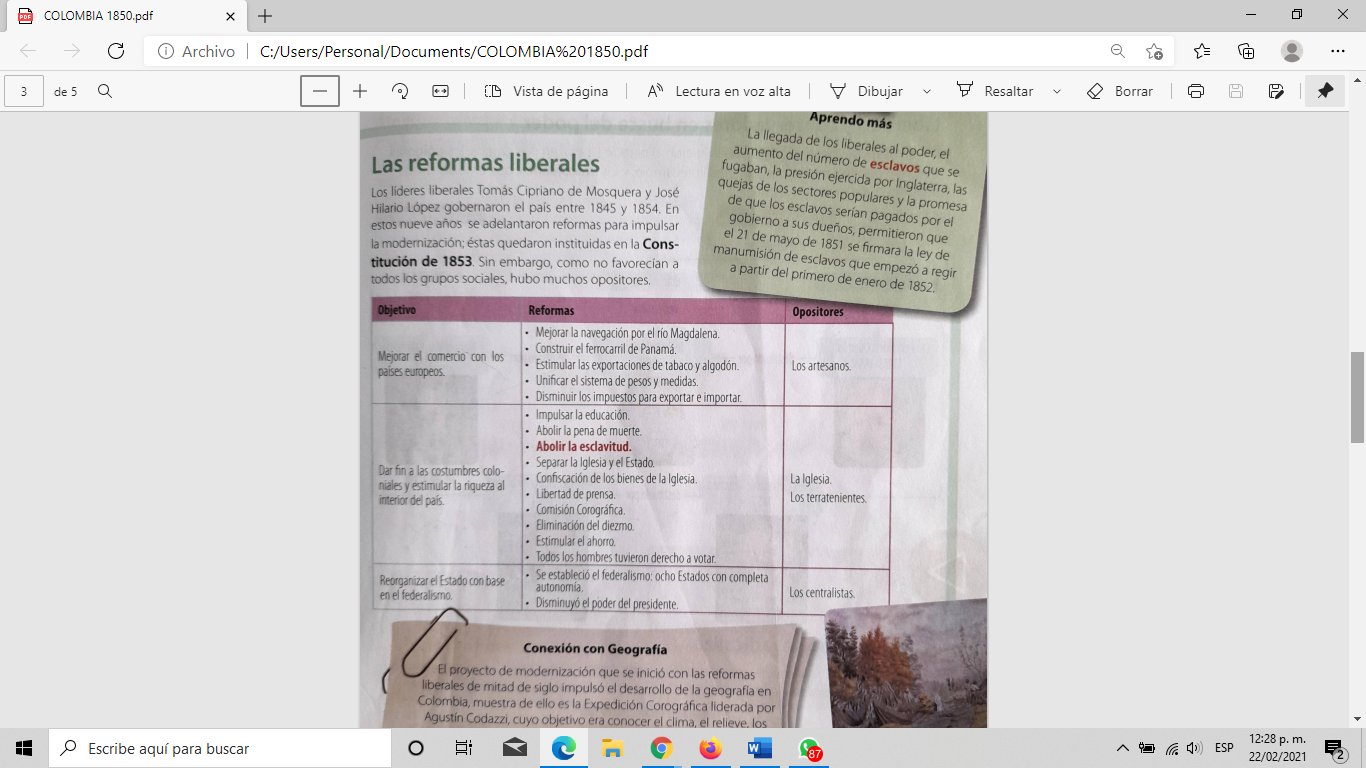 COLOMBIA 1850.pdf
Archivo
C:/Users/Personal/Documents/COLOMBIA%201850.pdf
3
de 5
Vista de página
Lectura en voz alta
Dibujar
Resaltar
Borrar
Las reformas liberales
Los líderes liberales Tomás Cipriano de Mosquera y José
Hilario López gobernaron el país entre 1845 y 1854. En
estos nueve años se adelantaron reformas para impulsar
la modernización; éstas quedaron instituidas en la Cons-
titución de 1853. Sin embargo, como no favorecían a
todos los grupos sociales, hubo muchos opositores.
Aprendo más
La llegada de los liberales al poder, el
aumento del número de esclavos que se
fugaban, la presión ejercida por Inglaterra, las
quejas de los sectores populares y la promesa
de que los esclavos serían pagados por el
gobierno a sus dueños, permitieron que
el 21 de mayo de 1851 se firmara la ley de
manumisión de esclavos que empezó a regir
a partir del primero de enero de 1852.
Objetivo
Reformas
Opositores
Mejorar el comercio con los
países europeos.
• Mejorar la navegación por el río Magdalena.
• Construir el ferrocarril de Panamá.
• Estimular las exportaciones de tabaco y algodón.
• Unificar el sistema de pesos y medidas.
• Disminuir los impuestos para exportar e importar.
Los artesanos.
Dar fin a las costumbres colo-
niales y estimular la riqueza al
interior del país.
• Impulsar la educación.
• Abolir la pena de muerte.
• Abolir la esclavitud.
• Separar la Iglesia y el Estado.
• Confiscación de los bienes de la Iglesia.
• Libertad de prensa.
• Comisión Corográfica.
• Eliminación del diezmo.
• Estimular el ahorro.
• Todos los hombres tuvieron derecho a votar.
La Iglesia.
Los terratenientes.
Reorganizar el Estado con base
en el federalismo.
• Se estableció el federalismo: ocho Estados con completa
autonomía.
• Disminuyó el poder del presidente.
Los centralistas.
Conexión con Geografía
El proyecto de modernización que se inició con las reformas
liberales de mitad de siglo impulsó el desarrollo de la geografía en
Colombia, muestra de ello es la Expedición Corográfica liderada por
Agustín Codazzi, cuyo objetivo era conocer el clima, el relieve, los
Escribe aquí para buscar
87
ESP
12:28 p. m.
22/02/2021
2